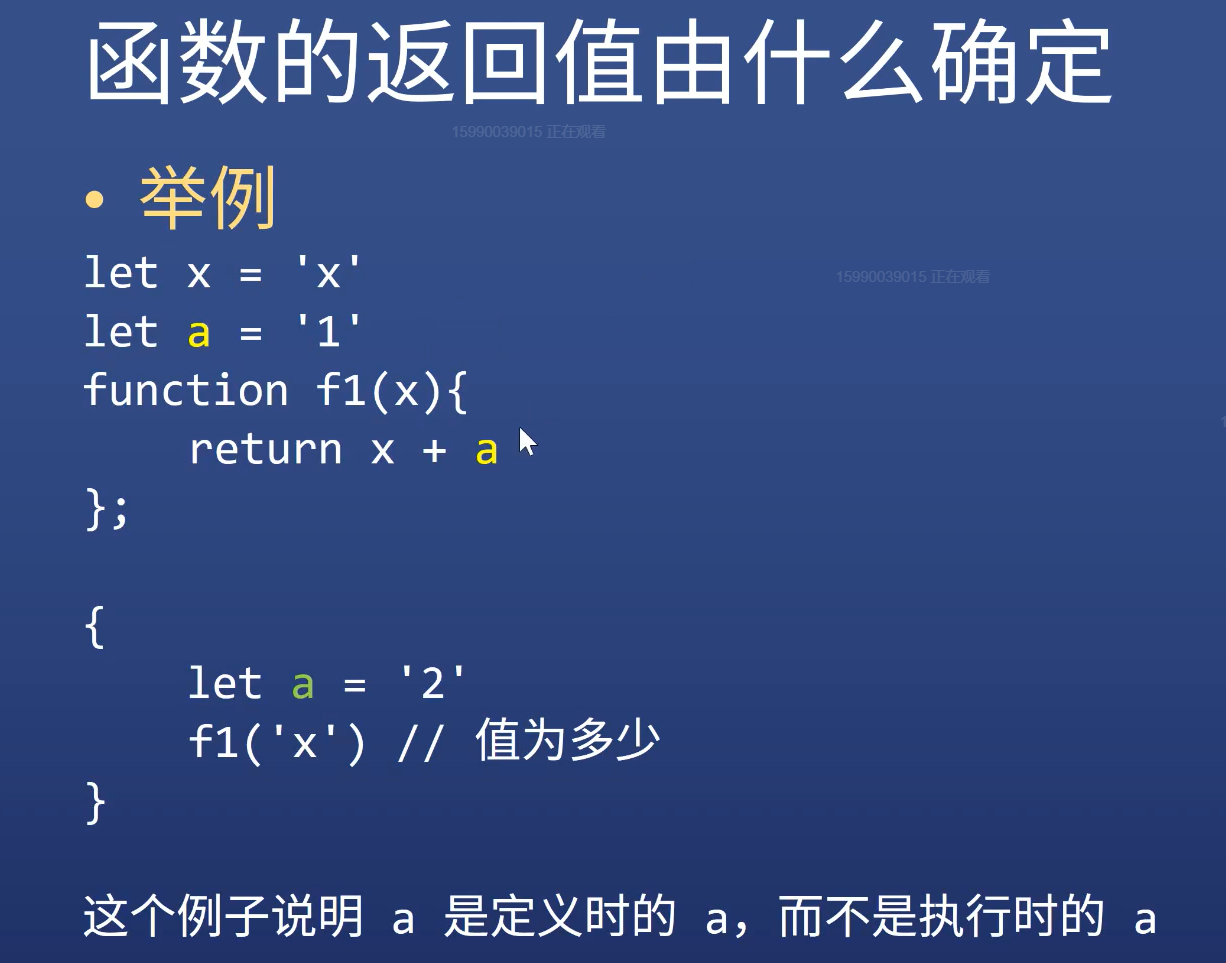 函数的返回值由什么确定
15990039015 正在观看
• 举例
let x = 'x'
15990039015 正在观看
let a = '1'
function f1(x){
    return x + a
};
{
    let a = '2'
    f1('x') // 值为多少
}
这个例子说明 a 是定义时的 a，而不是执行时的 a